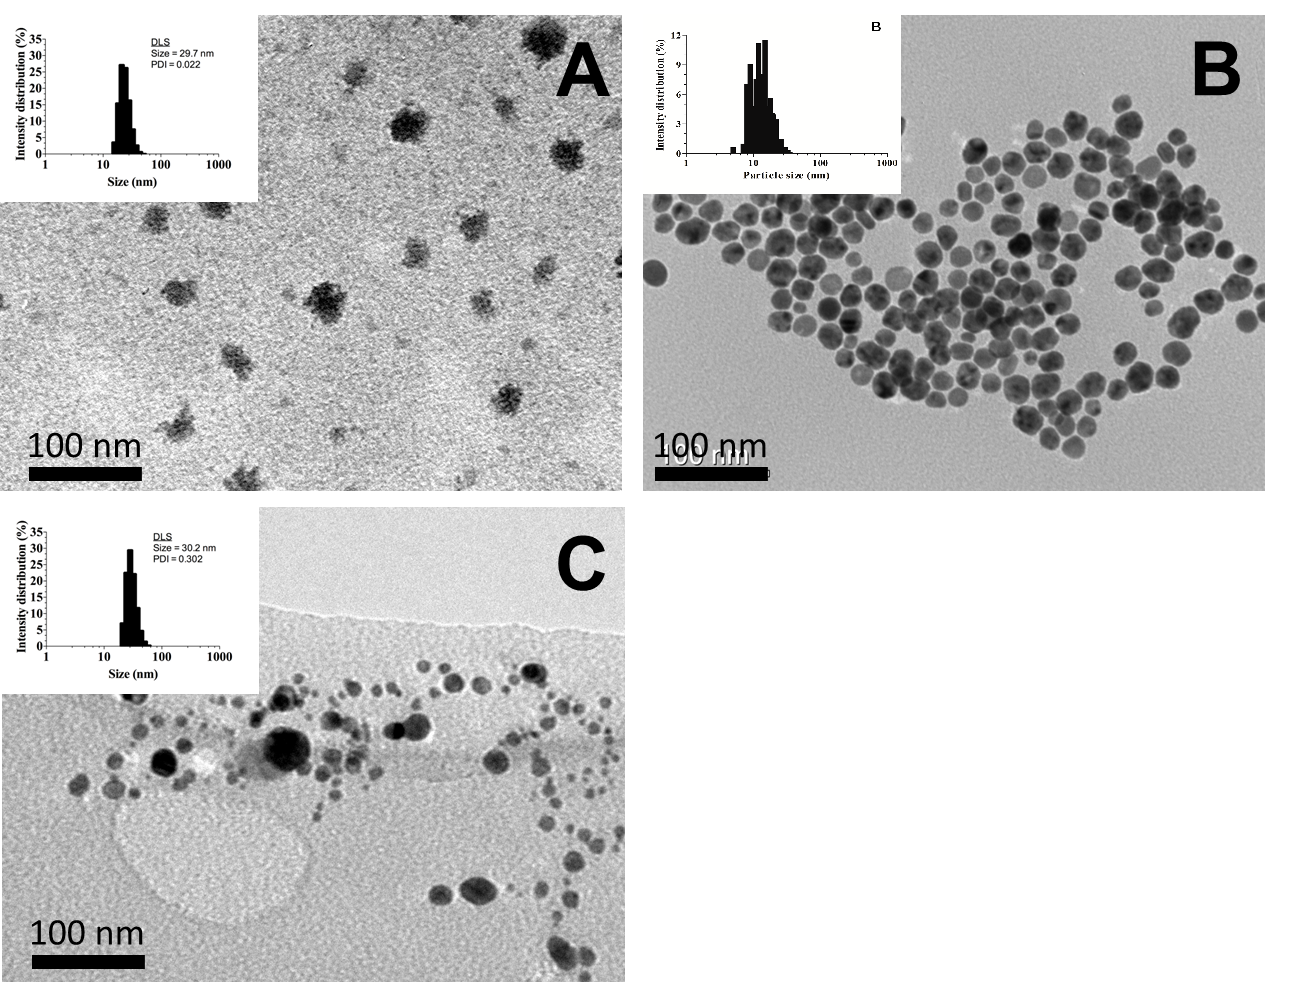 A
Intensity distribution (%)
35
30
25
20
15
10
5
0
DLS
Size = 29.7 nm
PDI = 0.022
1 10 100 1000
Size (nm)
100 nm
B
B
Intensity distribution (%)
12
9
6
3
0
1 10 100 1000
Particle size (nm)
100 nm
100 nm
C
Intensity distribution (%)
35
30
25
20
15
10
5
0
DLS
Size = 30.2 nm
PDI = 0.302
1 10 100 1000
Size (nm)
100 nm